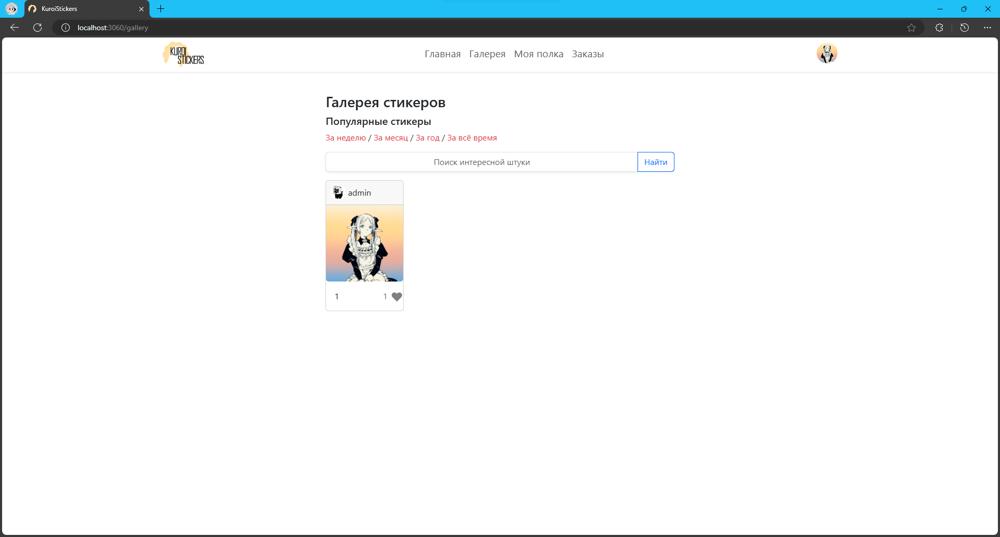 KuroiStickers
localhost:3060/gallery
KUROI
STICKERS
Главная Галерея Моя полка Заказы
Галерея стикеров
Популярные стикеры
За неделю / За месяц / За год / За всё время
Поиск интересной штуки Найти
admin
1 1